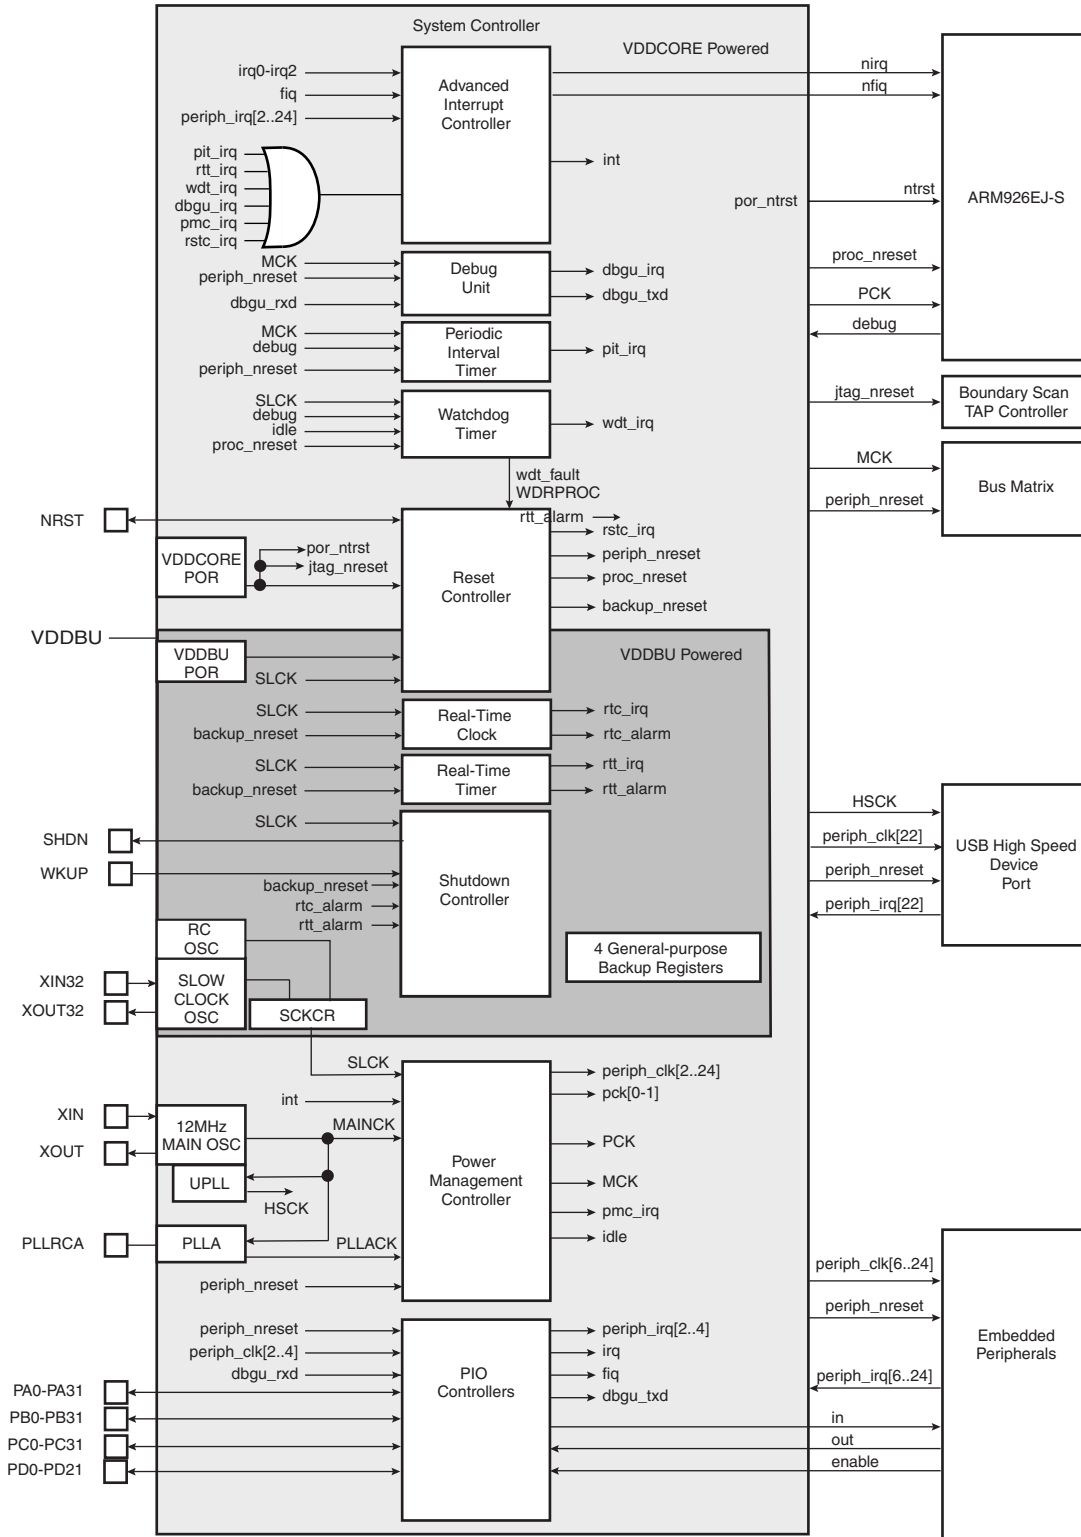 System Controller
VDDCORE Powered
irq0-irq2
fiq
periph_irq[2..24]
Advanced
Interrupt
Controller
int
nirq
nfiq
pit_irq
rtt_irq
wdt_irq
dbgu_irq
pmc_irq
rstc_irq
por_ntrst
ntrst
ARM926EJ-S
proc_nreset
PCK
debug
MCK
periph_nreset
dbgu_rxd
Debug
Unit
dbgu_irq
dbgu_txd
MCK
debug
periph_nreset
Periodic
Interval
Timer
pit_irq
SLCK
debug
idle
proc_nreset
Watchdog
Timer
wdt_irq
jtag_nreset
Boundary Scan
TAP Controller
MCK
periph_nreset
Bus Matrix
wdt_fault
WDRPROC
rtt_alarm
NRST
VDDCORE
POR
por_ntrst
jtag_nreset
Reset
Controller
rstc_irq
periph_nreset
proc_nreset
backup_nreset
VDDBU
VDDBU
POR
SLCK
VDDBU Powered
SLCK
backup_nreset
Real-Time
Clock
rtc_irq
rtc_alarm
SLCK
backup_nreset
Real-Time
Timer
rtt_irq
rtt_alarm
SLCK
SHDN
WKUP
backup_nreset
rtc_alarm
rtt_alarm
Shutdown
Controller
4 General-purpose
Backup Registers
HSCK
periph_clk[22]
periph_nreset
periph_irq[22]
USB High Speed
Device
Port
RC
OSC
XIN32
XOUT32
SLOW
CLOCK
OSC
SCKCR
SLCK
int
MAINCK
XIN
XOUT
12MHz
MAIN OSC
UPLL
HSCK
PLLRCA
PLLA
PLLACK
periph_nreset
Power
Management
Controller
periph_clk[2..24]
pck[0-1]
PCK
MCK
pmc_irq
idle
periph_nreset
periph_clk[2..4]
dbgu_rxd
PA0-PA31
PB0-PB31
PC0-PC31
PD0-PD21
PIO
Controllers
periph_irq[2..4]
irq
fiq
dbgu_txd
periph_clk[6..24]
periph_nreset
periph_irq[6..24]
in
out
enable
Embedded
Peripherals